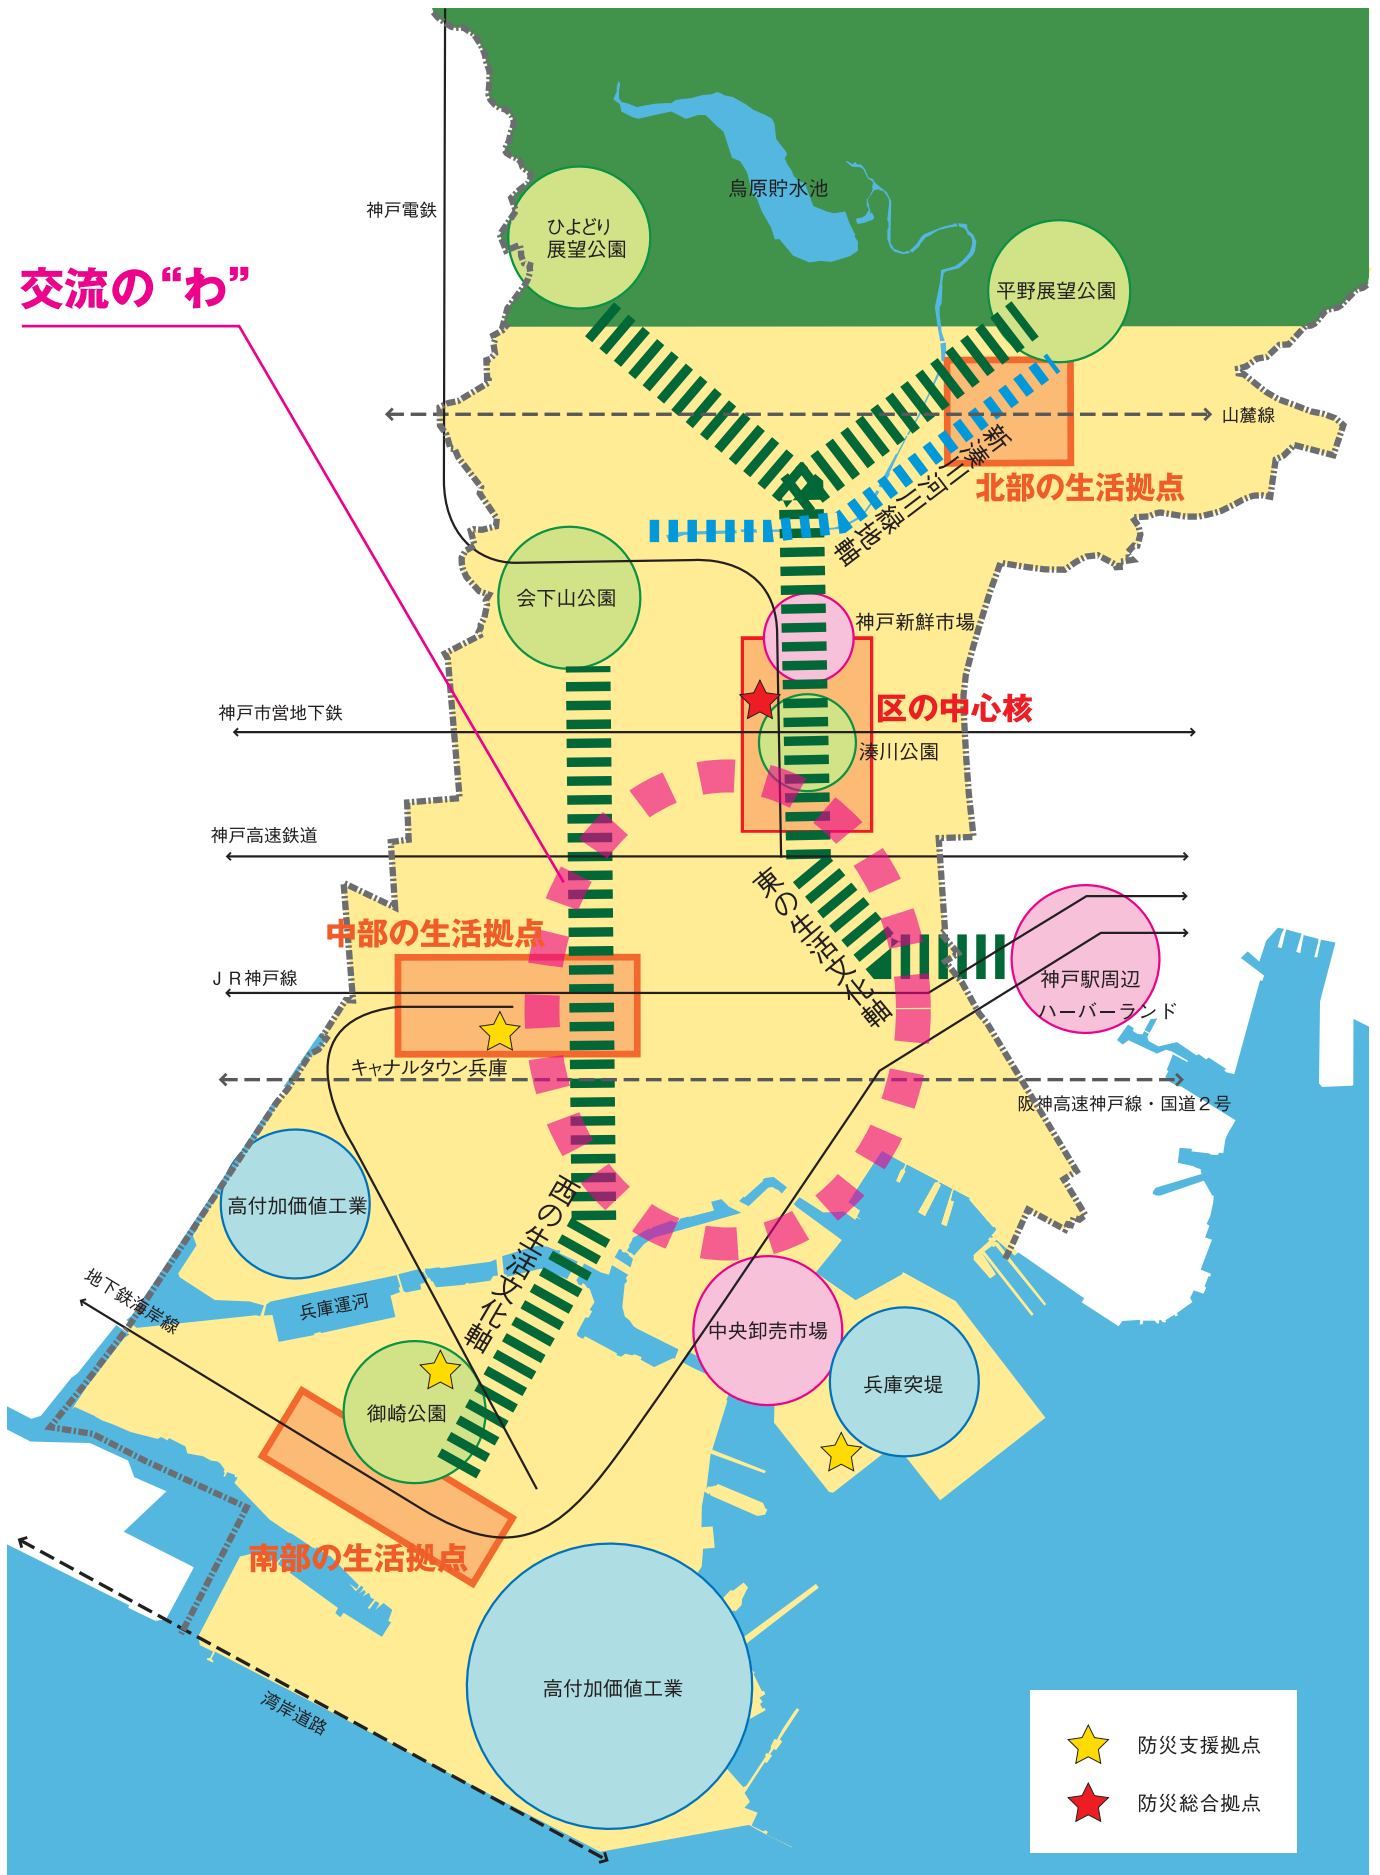 烏原貯水池
神戸電鉄
ひよどり
展望公園
平野展望公園
交流の“わ”
山麓線
新湊川河川緑地軸
北部の生活拠点
会下山公園
神戸新鮮市場
区の中心核
神戸市営地下鉄
湊川公園
神戸高速鉄道
東の生活文化軸
中部の生活拠点
ＪＲ神戸線
神戸駅周辺
ハーバーランド
キャナルタウン兵庫
阪神高速神戸線・国道２号
高付加価値工業
西の生活文化軸
地下鉄海岸線
兵庫運河
中央卸売市場
兵庫突堤
御崎公園
南部の生活拠点
高付加価値工業
湾岸道路
防災支援拠点
防災総合拠点